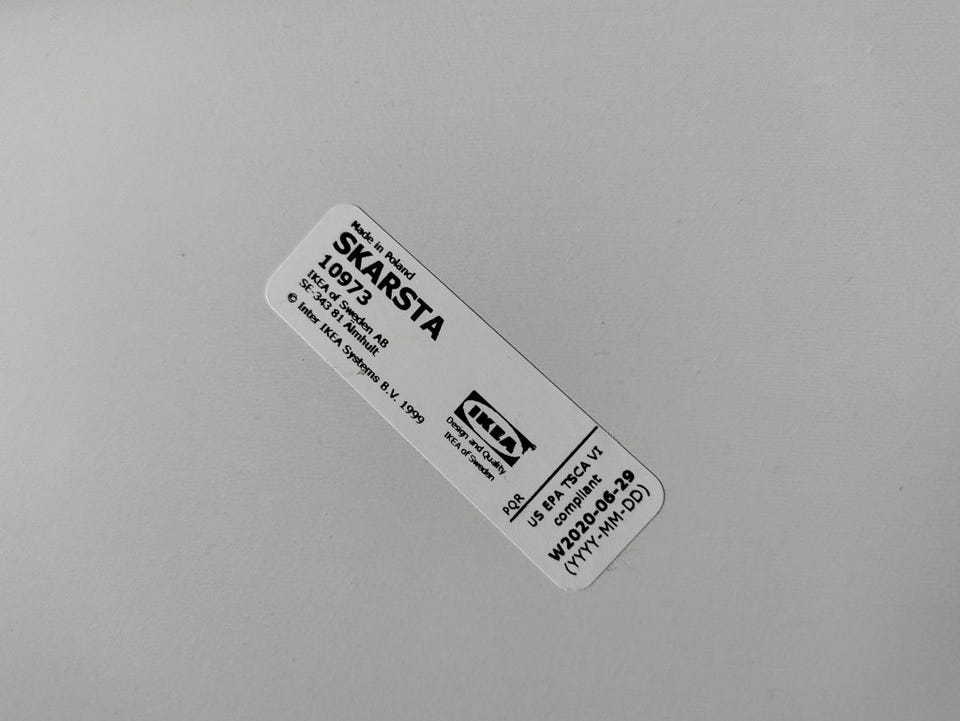 Made in Poland
SKARSTA
10973
IKEA of Sweden AB
SE-343 81 Älmhult
© Inter IKEA Systems B.V. 1999
IKEA
Design and Quality
IKEA of Sweden
PQR
US EPA TSCA VI
compliant
W2020-06-29
(YYYY-MM-DD)